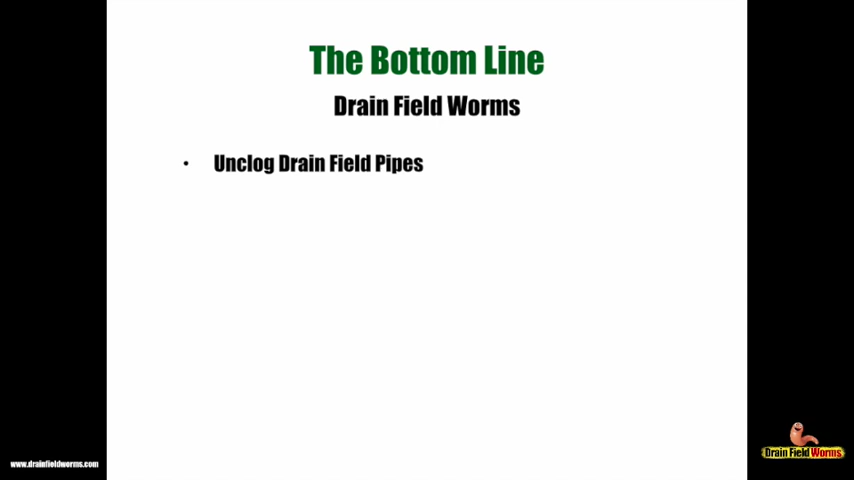 The Bottom Line
Drain Field Worms
• Unclog Drain Field Pipes
www.drainfieldworms.com
Drain Field Worms